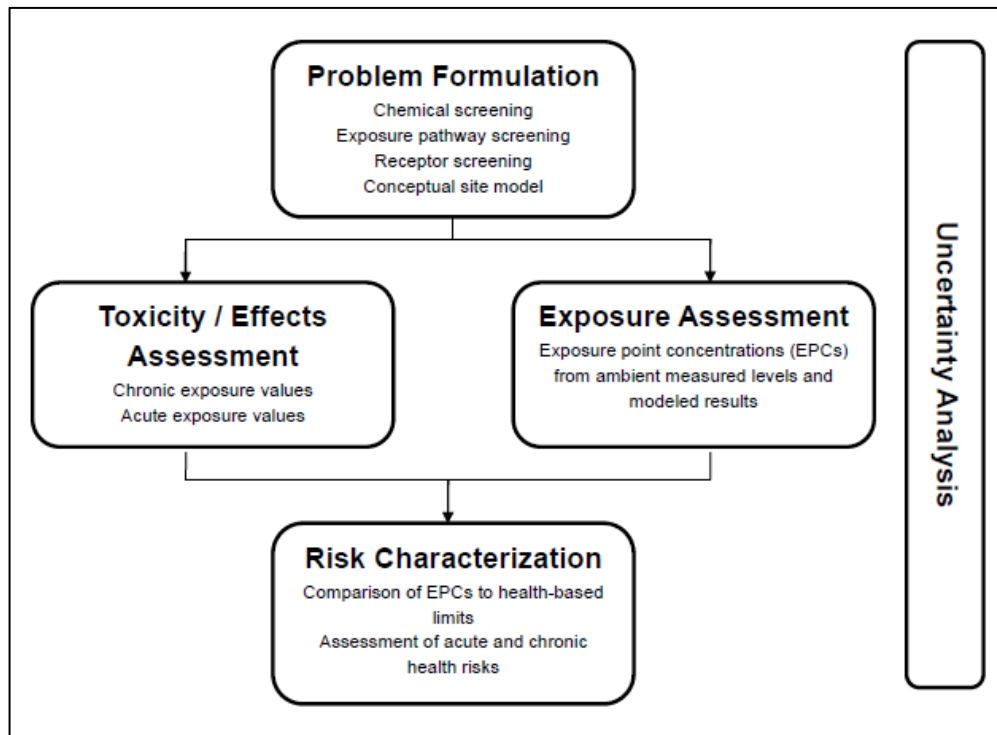 Problem Formulation
Chemical screening
Exposure pathway screening
Receptor screening
Conceptual site model
Toxicity / Effects
Assessment
Chronic exposure values
Acute exposure values
Exposure Assessment
Exposure point concentrations (EPCs)
from ambient measured levels and
modeled results
Risk Characterization
Comparison of EPCs to health-based
limits
Assessment of acute and chronic
health risks
Uncertainty Analysis